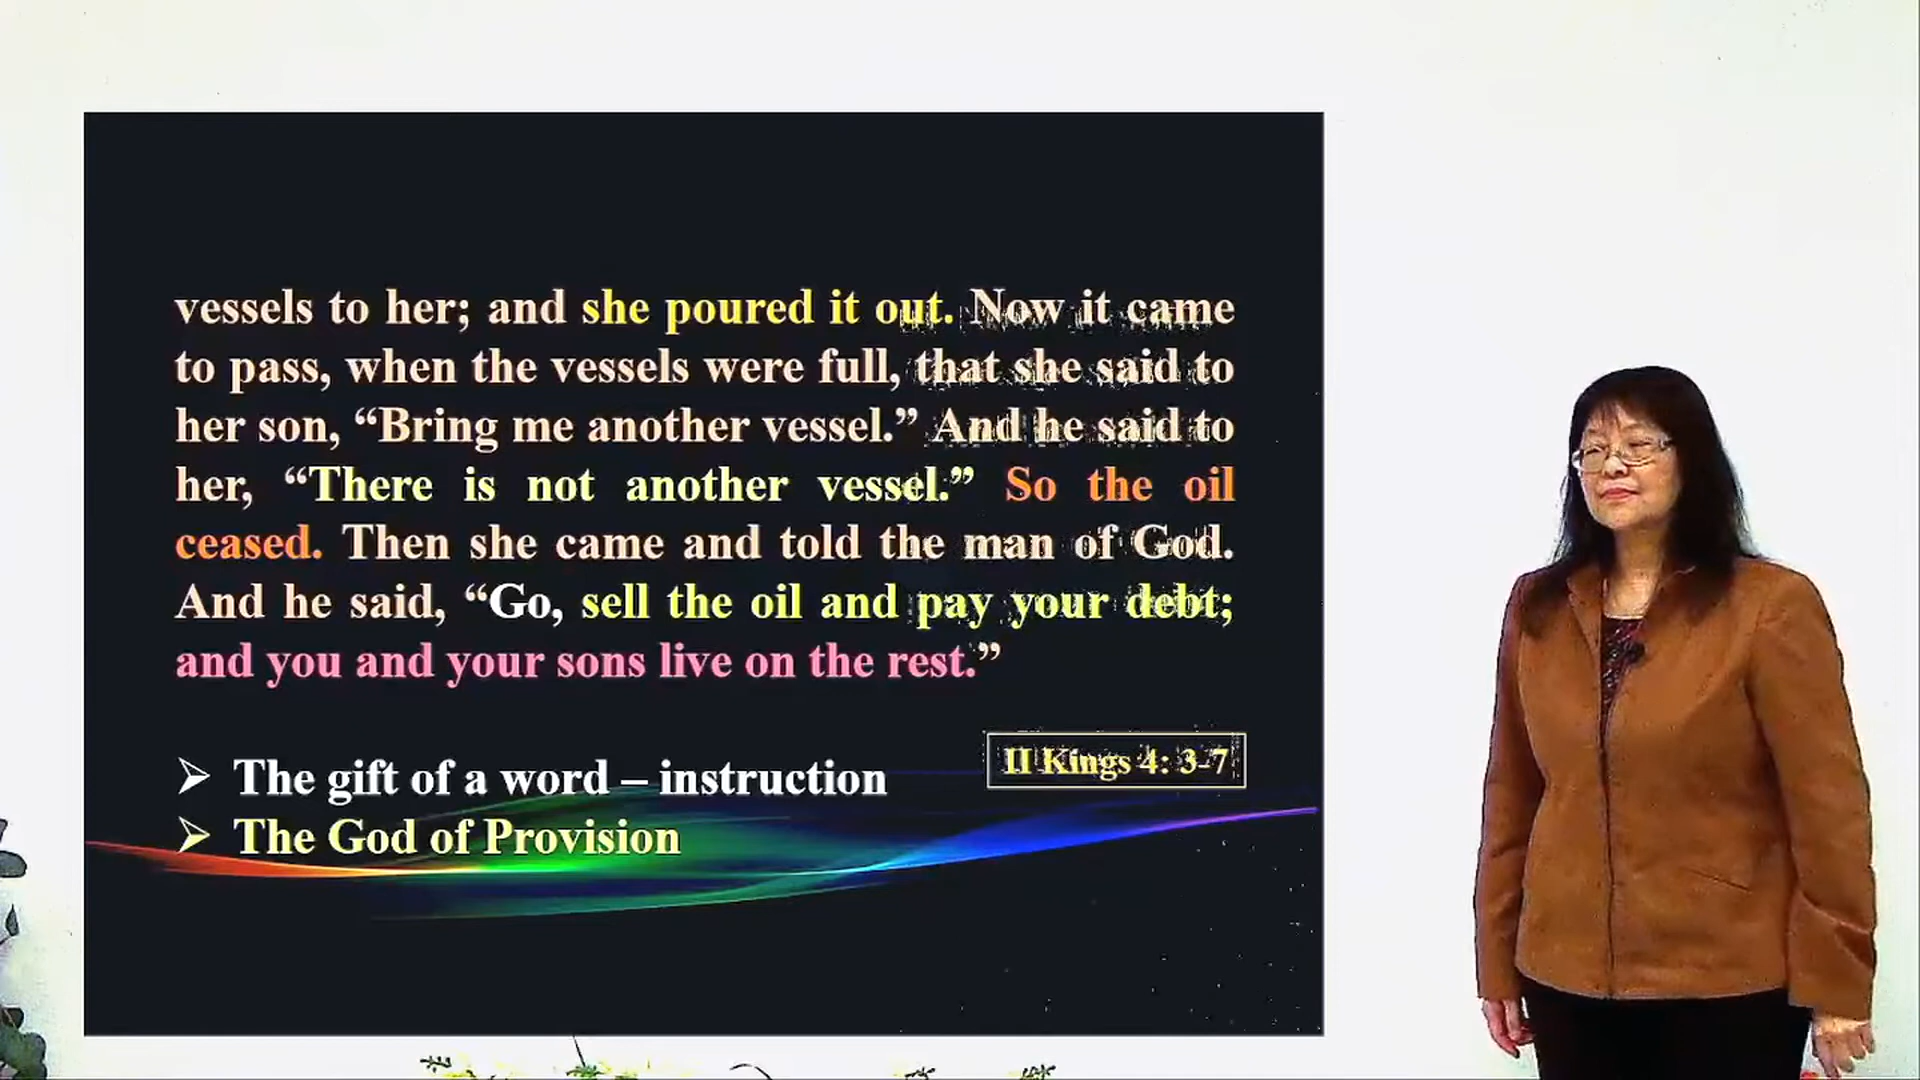 vessels to her; and she poured it out. Now it came
to pass, when the vessels were full, that she said to
her son, “Bring me another vessel.” And he said to
her, “There is not another vessel.” So the oil
ceased. Then she came and told the man of God.
And he said, “Go, sell the oil and pay your debt;
and you and your sons live on the rest.”
II Kings 4: 3-7
➢ The gift of a word – instruction
➢ The God of Provision